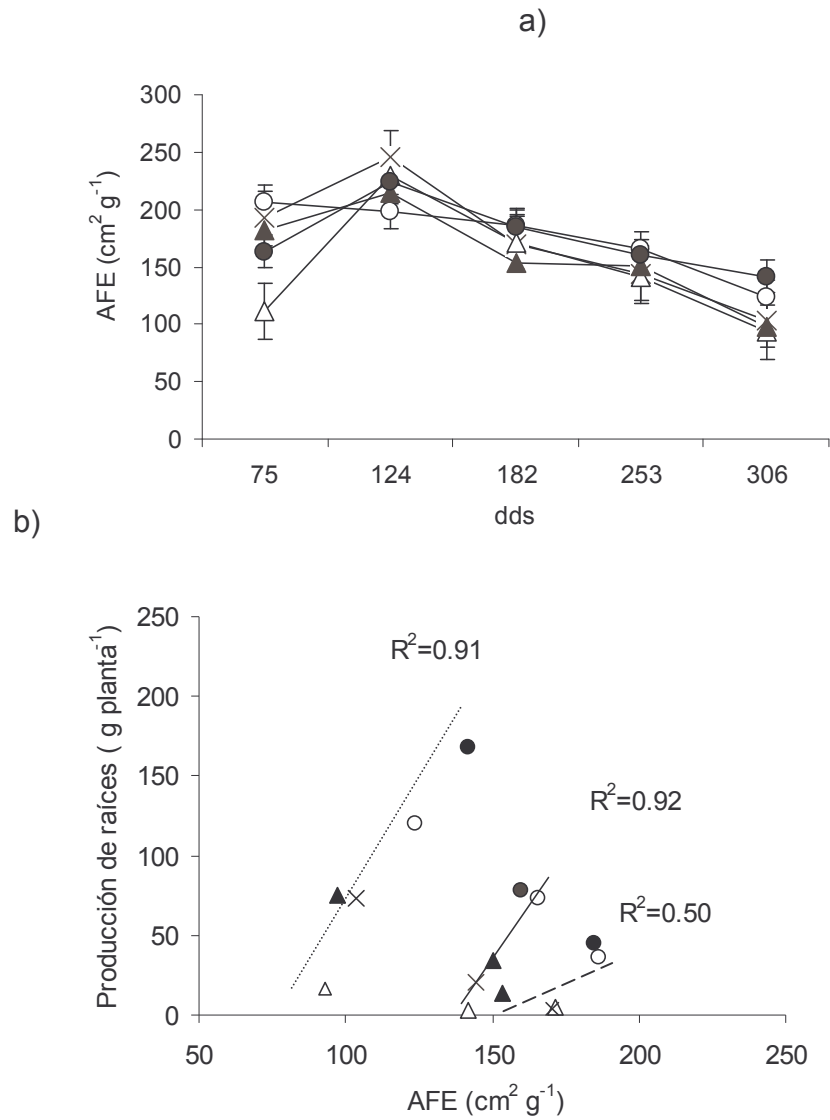 a)
300
250
200
150
100
50
0
AFE (cm² g⁻¹)
75 124 182 253 306
dds
b)
250
200
150
100
50
0
Producción de raíces ( g planta⁻¹)
R²=0.91
R²=0.92
R²=0.50
50 100 150 200 250
AFE (cm² g⁻¹)